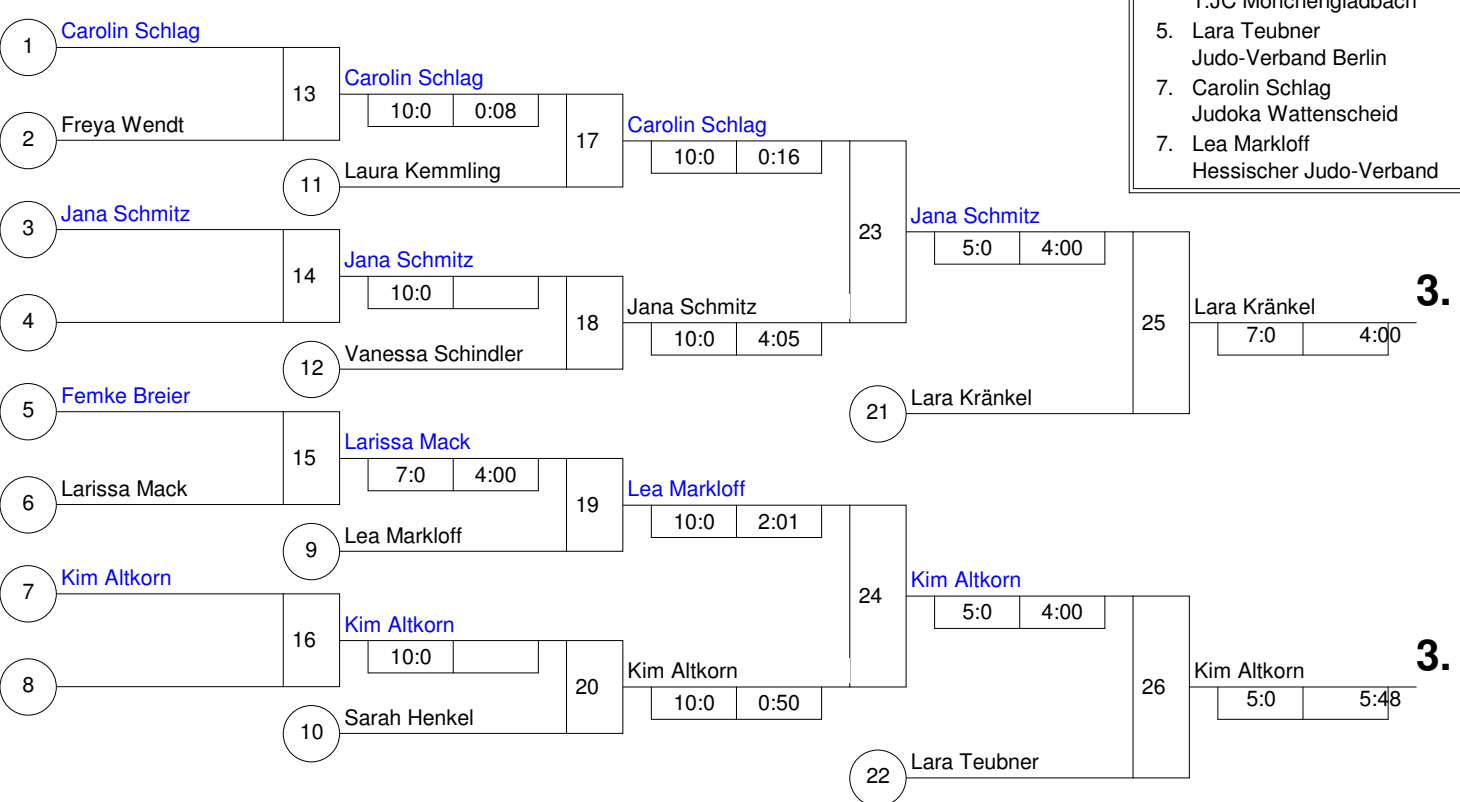 1.JC Mönchengladbach
5. Lara Teubner
Judo-Verband Berlin
7. Carolin Schlag
Judoka Wattenscheid
7. Lea Markloff
Hessischer Judo-Verband
1 Carolin Schlag
2 Freya Wendt
13 Carolin Schlag
10:0 0:08
11 Laura Kemmling
17 Carolin Schlag
10:0 0:16
3 Jana Schmitz
4
14 Jana Schmitz
10:0
12 Vanessa Schindler
18 Jana Schmitz
10:0 4:05
23 Jana Schmitz
5:0 4:00
21 Lara Kränkel
25 Lara Kränkel
7:0 4:00
3.
5 Femke Breier
6 Larissa Mack
15 Larissa Mack
7:0 4:00
9 Lea Markloff
19 Lea Markloff
10:0 2:01
7 Kim Altkorn
8
16 Kim Altkorn
10:0
10 Sarah Henkel
20 Kim Altkorn
10:0 0:50
24 Kim Altkorn
5:0 4:00
22 Lara Teubner
26 Kim Altkorn
5:0 5:48
3.